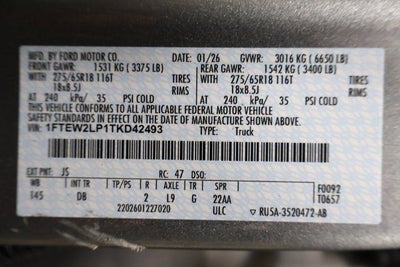 MFD. BY FORD MOTOR CO. 01/26 GVWR: 3016 KG ( 6650 LB)
FRONT GAWR: 1531 KG ( 3375 LB) REAR GAWR: 1542 KG ( 3400 LB)
WITH 275/65R18 116T TIRES WITH 275/65R18 116T TIRES
18x8.5J RIMS 18x8.5J RIMS
AT 240 kPa/ 35 PSI COLD AT 240 kPa/ 35 PSI COLD
THIS VEHICLE CONFORMS TO ALL APPLICABLE FEDERAL MOTOR VEHICLE
SAFETY STANDARDS IN EFFECT ON THE DATE OF MANUFACTURE SHOWN ABOVE.
VIN: 1FTEW2LP1TKD42493 TYPE: Truck
EXT PNT: JS RC: 47 DSO:
WB INT TR TP/PS R AXLE TR SPR F0092
145 DB 2 L9 G 22AA T0657
2202601227020 ULC RU5A-3520472-AB